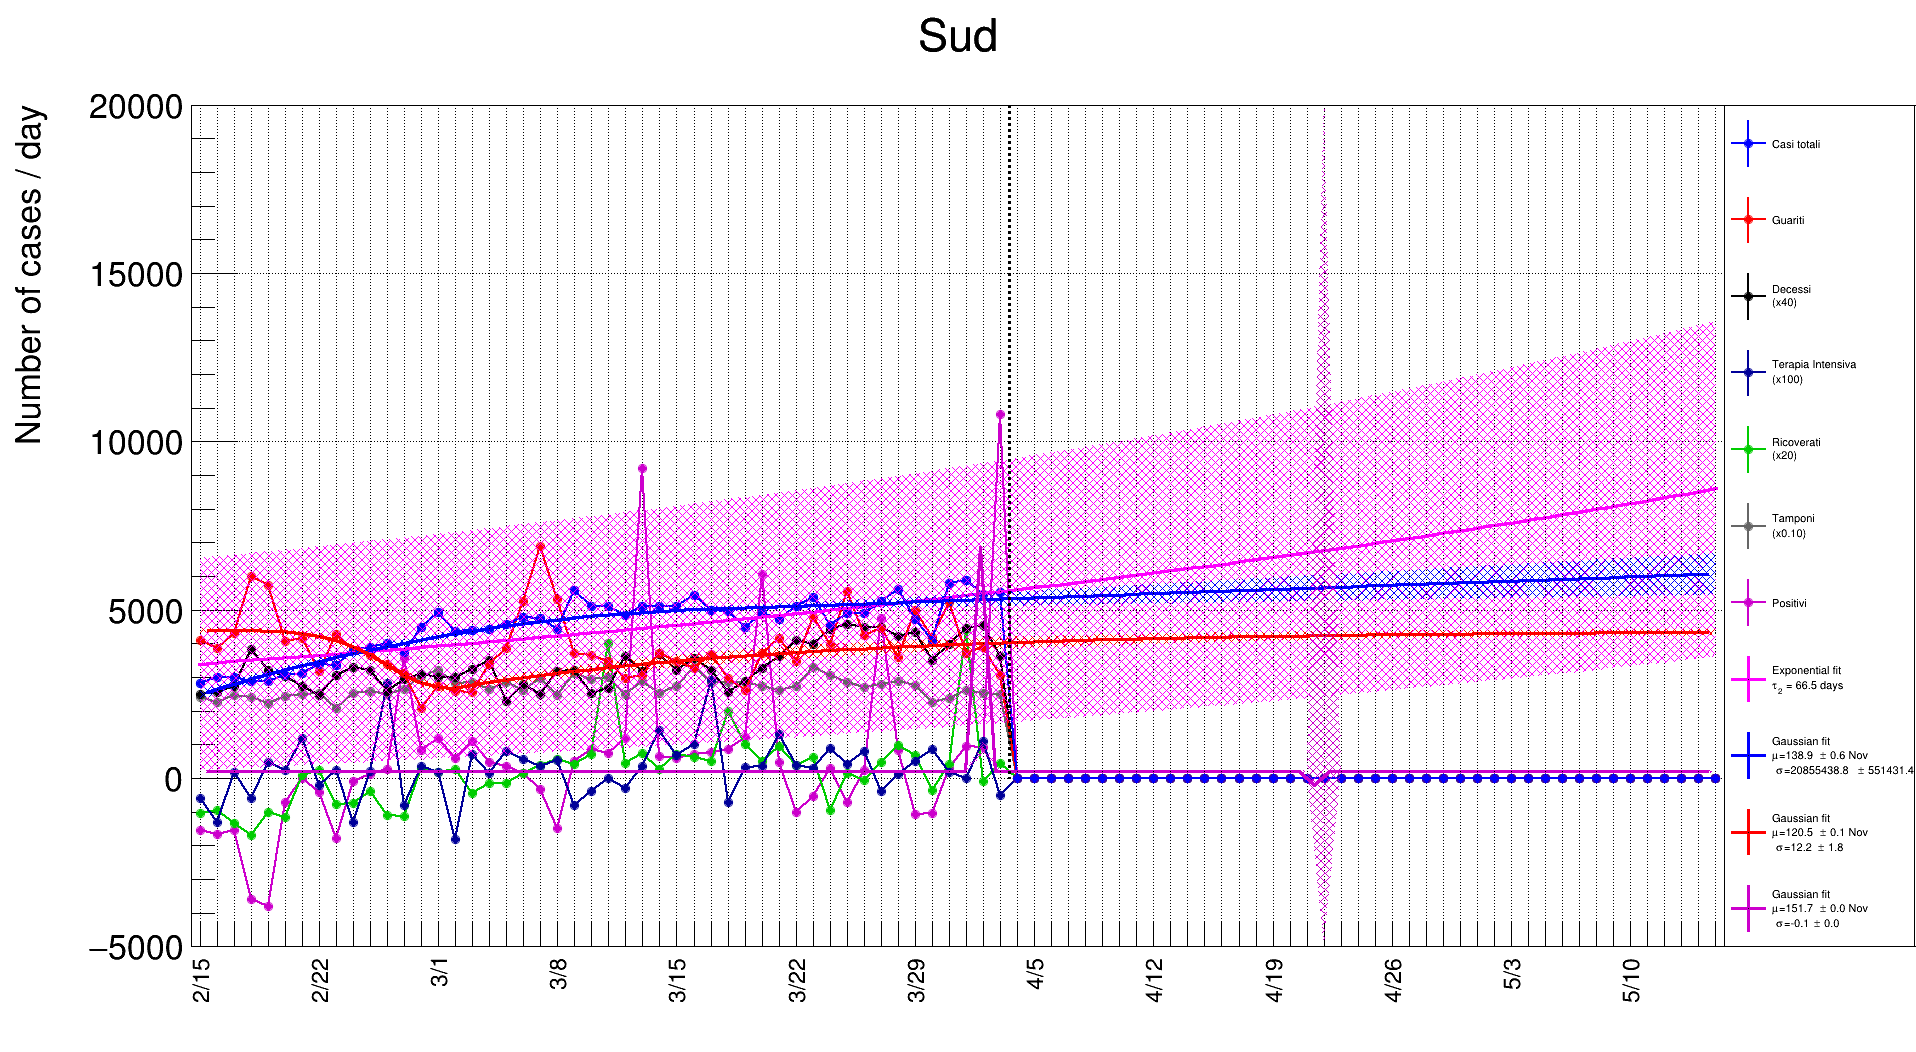 Sud
Number of cases / day
20000
15000
10000
5000
0
−5000
2/15
2/22
3/1
3/8
3/15
3/22
3/29
4/5
4/12
4/19
4/26
5/3
5/10
Casi totali
Guariti
Decessi
(x40)
Terapia Intensiva
(x100)
Ricoverati
(x20)
Tamponi
(x0.10)
Positivi
Exponential fit
τ2 = 66.5 days
Gaussian fit
μ=138.9 ± 0.6 Nov
σ=20855438.8 ± 551431.4
Gaussian fit
μ=120.5 ± 0.1 Nov
σ=12.2 ± 1.8
Gaussian fit
μ=151.7 ± 0.0 Nov
σ=-0.1 ± 0.0